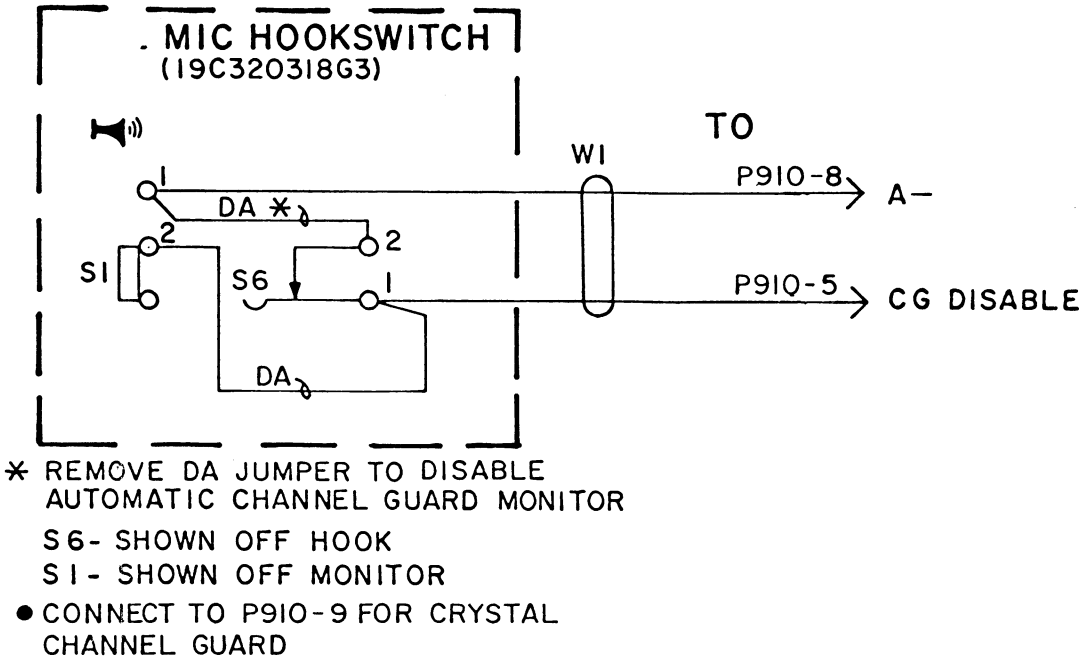 . MIC HOOKSWITCH
(19C320318G3)
TO
W1
1
P910-8
A-
DA *
2
2
S1
S6
1
P910-5
CG DISABLE
DA
* REMOVE DA JUMPER TO DISABLE
AUTOMATIC CHANNEL GUARD MONITOR
S6- SHOWN OFF HOOK
S1- SHOWN OFF MONITOR
● CONNECT TO P910-9 FOR CRYSTAL
CHANNEL GUARD